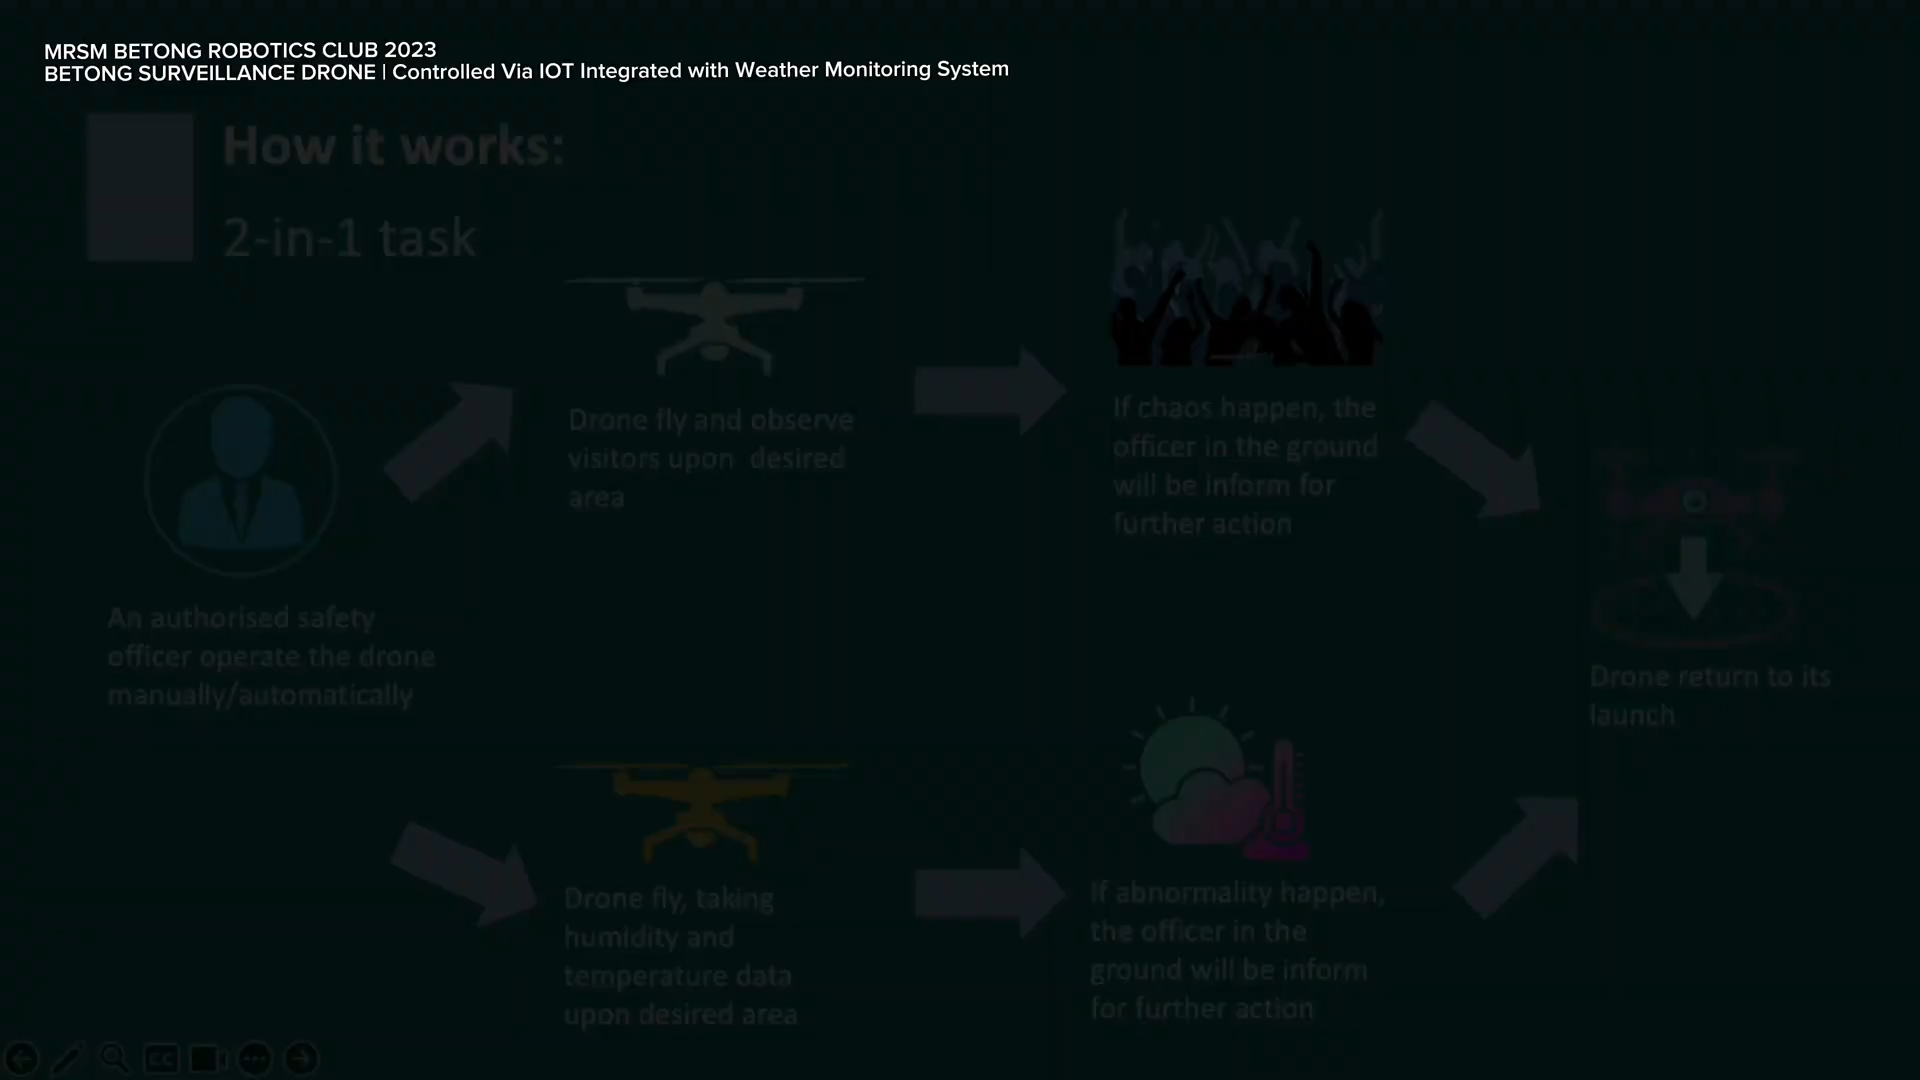 MRSM BETONG ROBOTICS CLUB 2023
BETONG SURVEILLANCE DRONE | Controlled Via IOT Integrated with Weather Monitoring System
How it works:
2-in-1 task
An authorised safety
officer operate the drone
manually/automatically
Drone fly and observe
visitors upon desired
area
If chaos happen, the
officer in the ground
will be inform for
further action
Drone return to its
launch
Drone fly, taking
humidity and
temperature data
upon desired area
If abnormality happen,
the officer in the
ground will be inform
for further action
CC